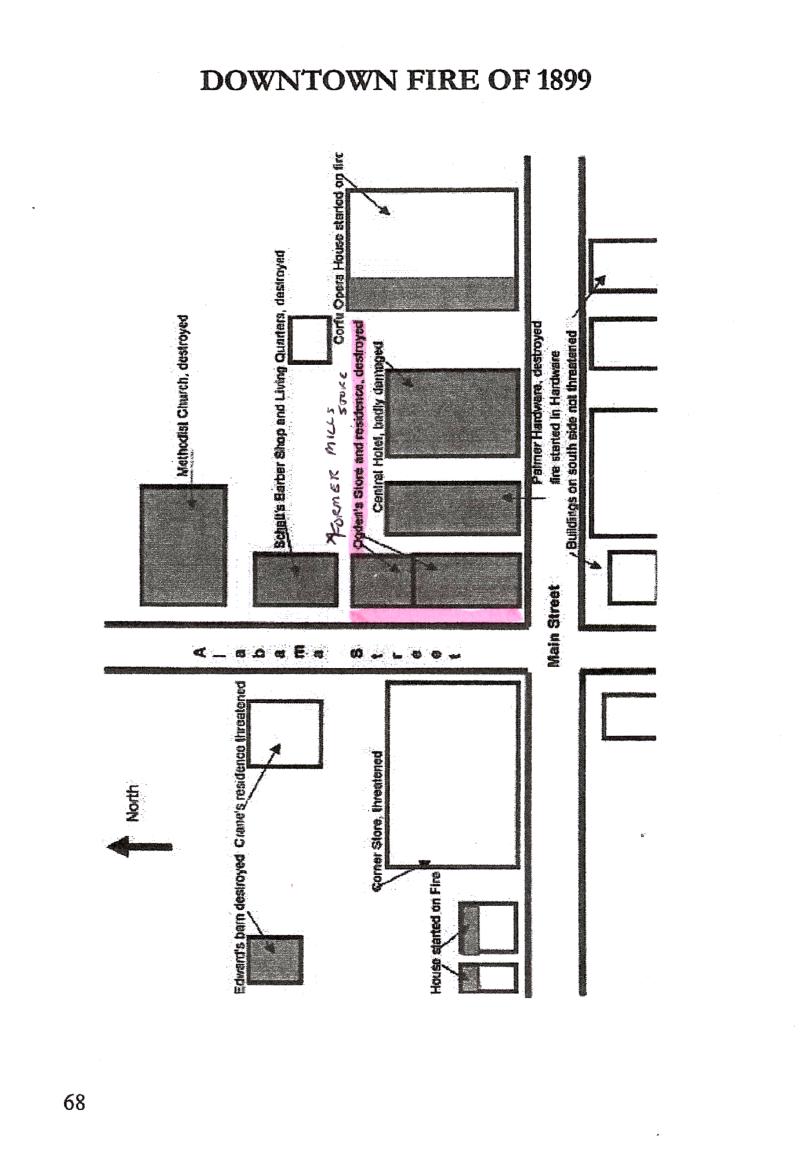 DOWNTOWN FIRE OF 1899
North
Methodist Church, destroyed
Schall's Barber Shop and Living Quarters, destroyed
Corfu Opera House started on fire
*FORMER MILLS
STORE
Ogden's Store and residence, destroyed
Central Hotel, badly damaged
Palmer Hardware, destroyed
fire started in Hardware
Buildings on south side not threatened
Alabama Street
Main Street
Edward's barn destroyed
Crane's residence threatened
Corner Store, threatened
House started on Fire
68